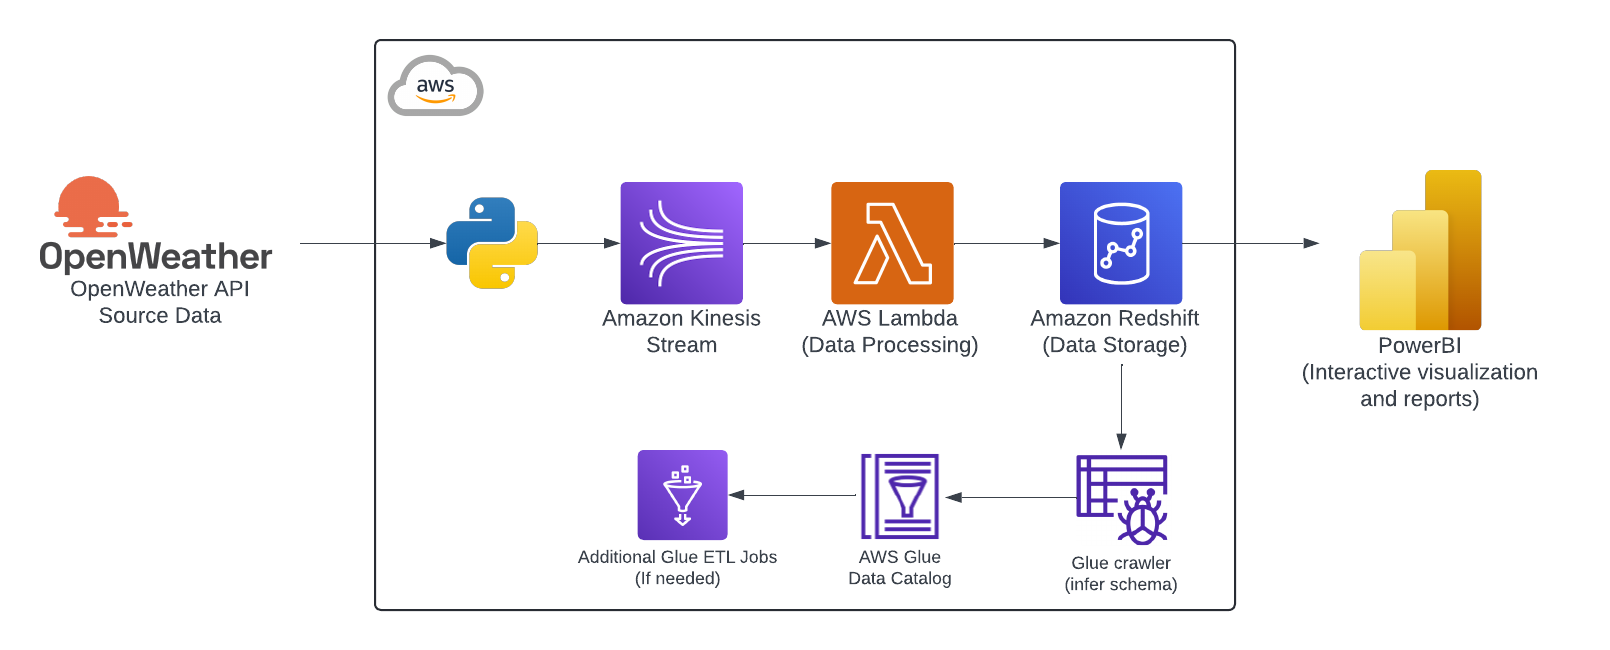 aws
OpenWeather
OpenWeather API
Source Data
Amazon Kinesis
Stream
AWS Lambda
(Data Processing)
Amazon Redshift
(Data Storage)
PowerBI
(Interactive visualization
and reports)
Additional Glue ETL Jobs
(If needed)
AWS Glue
Data Catalog
Glue crawler
(infer schema)